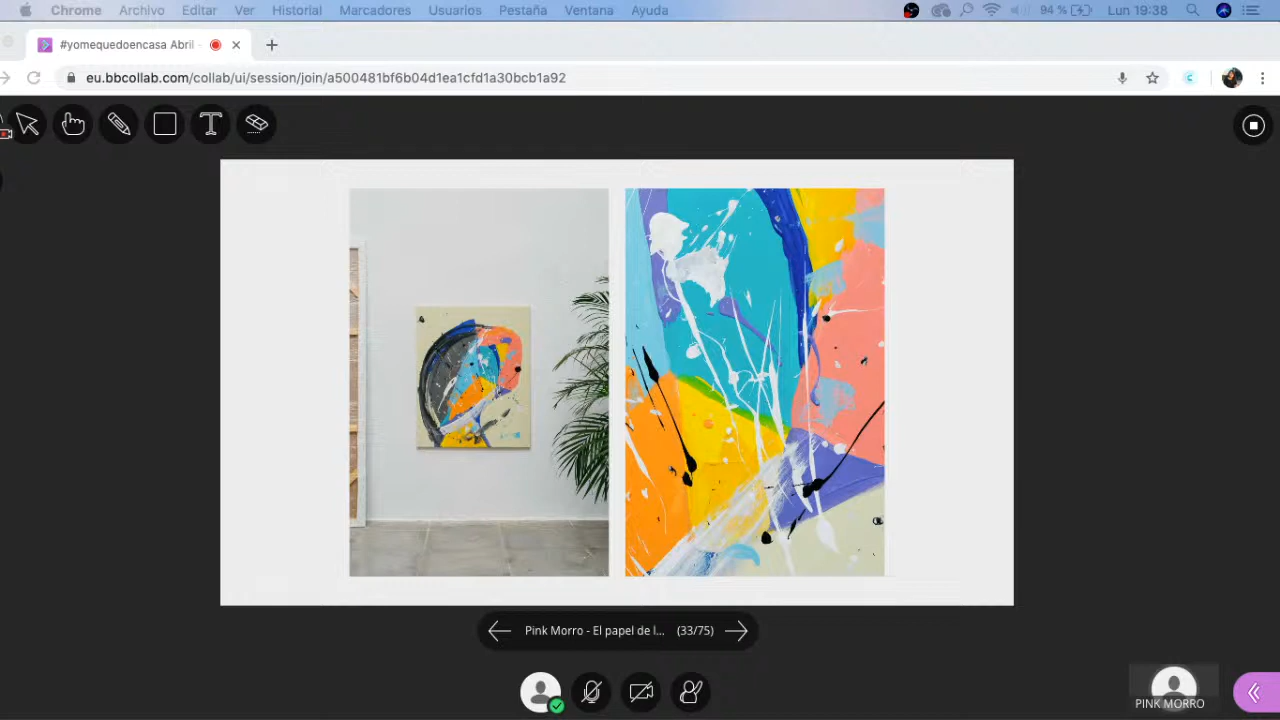 Chrome Archivo Editar Ver Historial Marcadores Usuarios Pestaña Ventana Ayuda 94 % Lun 19:38
#yomequedoencasa Abril -
eu.bbcollab.com/collab/ui/session/join/a500481bf6b04d1ea1cfd1a30bcb1a92
T
Pink Morro - El papel de l... (33/75)
PINK MORRO